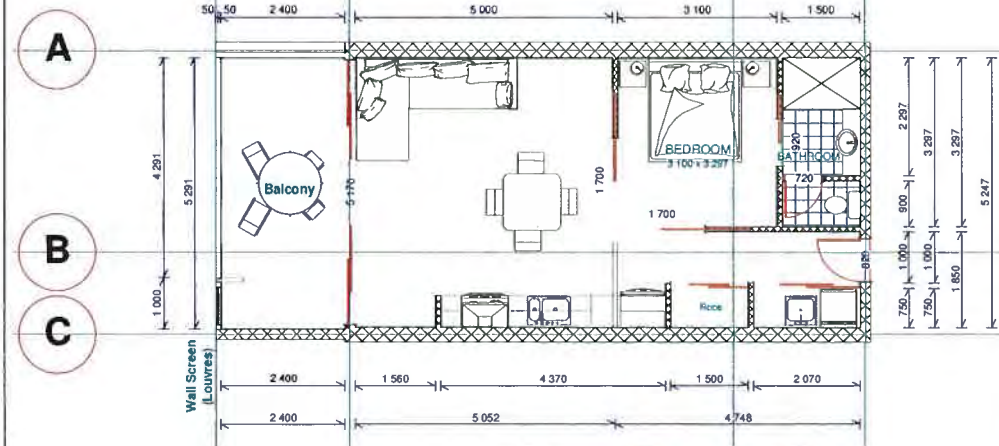 50 50 2 400 5 000 3 100 1 500
A
4 291
5 291
5 170
Balcony
1 700
BEDROOM
3 100 x 3 297
1 700
920
BATHROOM
720
2 297
3 297
3 297
5 247
900
B
820
1 000
1 000
1 850
1 000
C
Robe
750
750
Wall Screen
(Louvres)
2 400 1 560 4 370 1 500 2 070
2 400 5 052 4 748